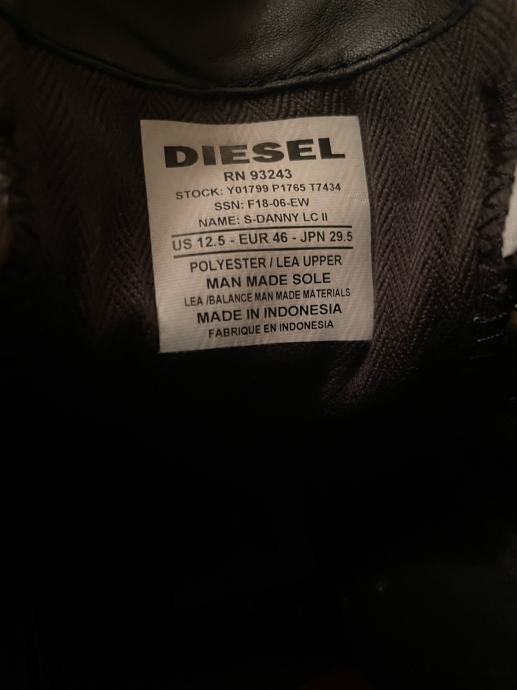 DIESEL
RN 93243
STOCK: Y01799 P1765 T7434
SSN: F18-06-EW
NAME: S-DANNY LC II
US 12.5 - EUR 46 - JPN 29.5
POLYESTER / LEA UPPER
MAN MADE SOLE
LEA /BALANCE MAN MADE MATERIALS
MADE IN INDONESIA
FABRIQUE EN INDONESIA